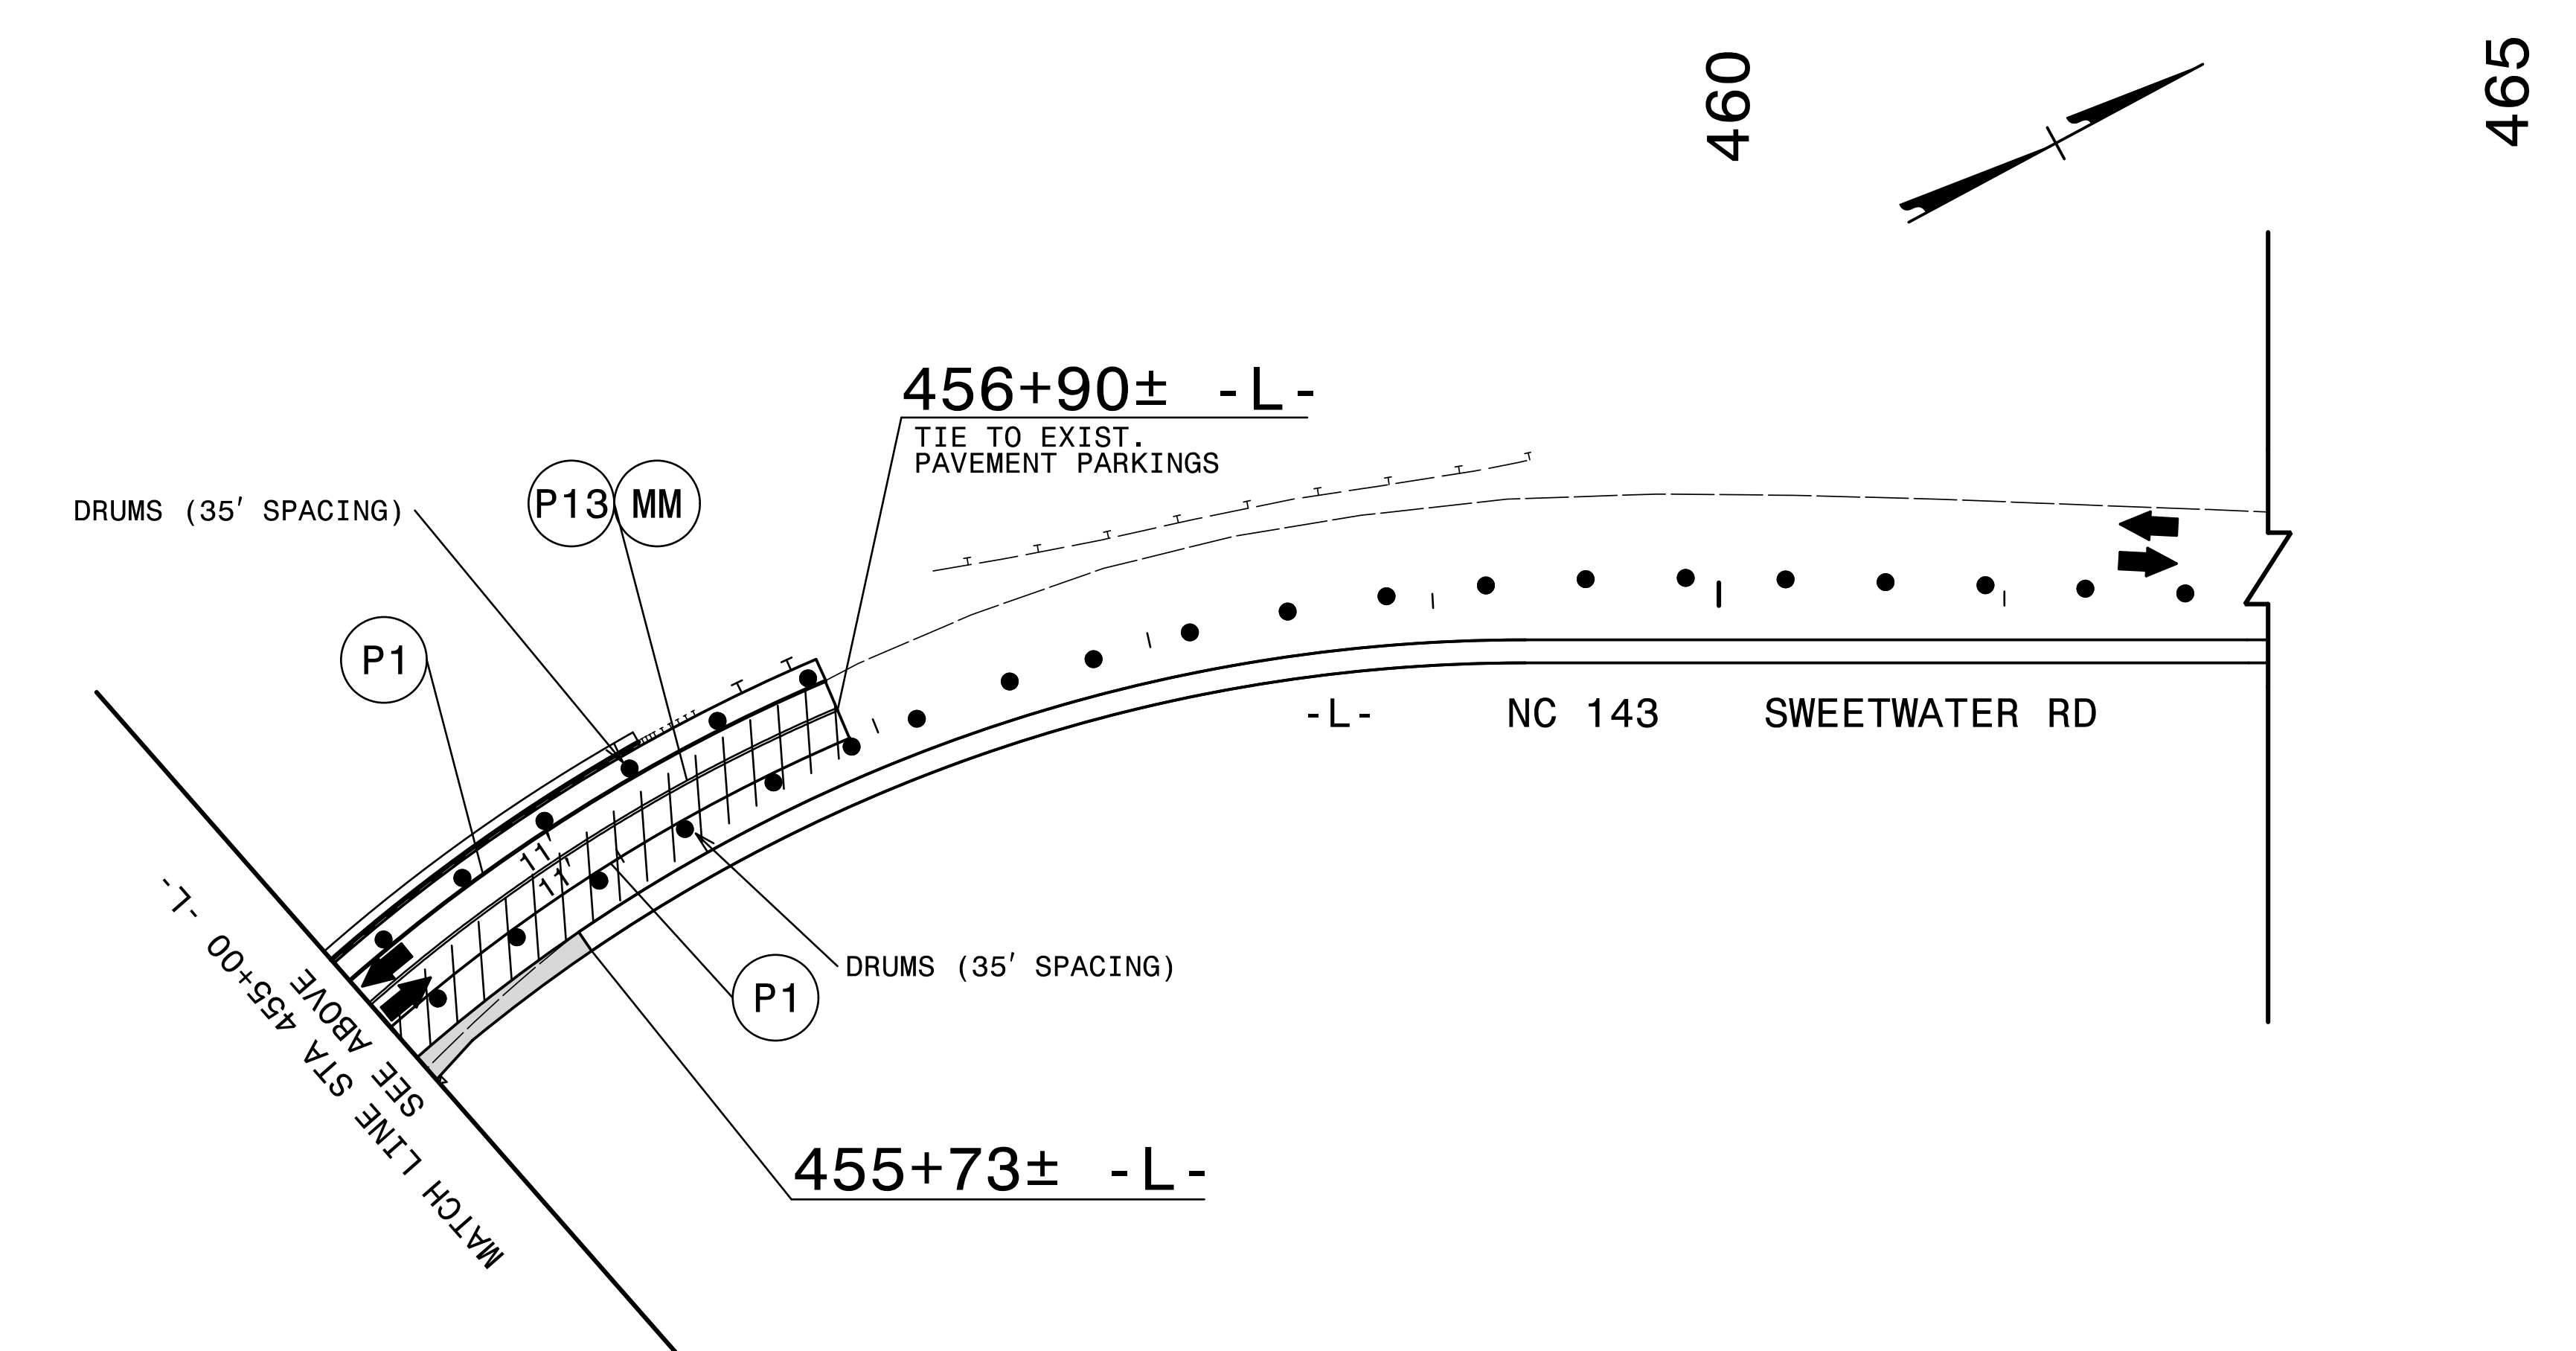 460
465
456+90± -L-
TIE TO EXIST.
PAVEMENT PARKINGS
DRUMS (35' SPACING)
P13
MM
P1
11'
11'
-L- NC 143 SWEETWATER RD
DRUMS (35' SPACING)
P1
455+73± -L-
MATCH LINE STA 455+00 -L-
SEE ABOVE